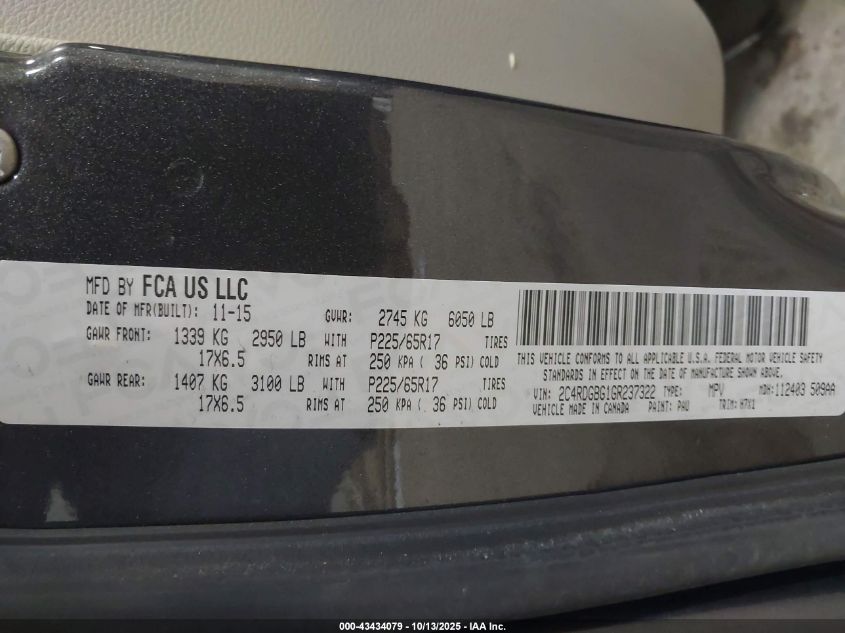 MFD BY FCA US LLC
DATE OF MFR(BUILT): 11-15 GVWR: 2745 KG 6050 LB
GAWR FRONT: 1339 KG 2950 LB WITH P225/65R17 TIRES
17X6.5 RIMS AT 250 KPA ( 36 PSI) COLD
GAWR REAR: 1407 KG 3100 LB WITH P225/65R17 TIRES
17X6.5 RIMS AT 250 KPA ( 36 PSI) COLD
THIS VEHICLE CONFORMS TO ALL APPLICABLE U.S.A. FEDERAL MOTOR VEHICLE SAFETY
STANDARDS IN EFFECT ON THE DATE OF MANUFACTURE SHOWN ABOVE.
VIN: 2C4RDGBG1GR237322 TYPE: MPV MDH: 112403 509AA
VEHICLE MADE IN CANADA PAINT: PAU TRIM:
000-43434079 - 10/13/2025 - IAA Inc.